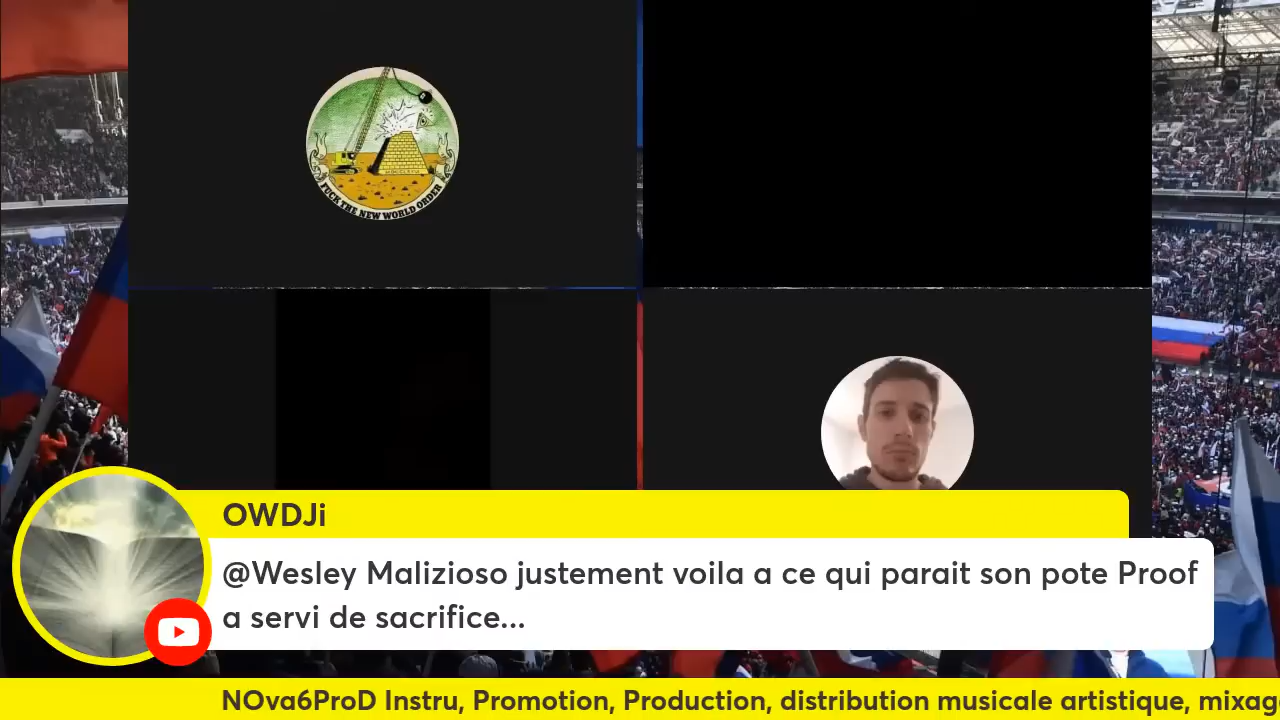 FUCK THE NEW WORLD ORDER
OWDJi
@Wesley Malizioso justement voila a ce qui parait son pote Proof
a servi de sacrifice...
NOva6ProD Instru, Promotion, Production, distribution musicale artistique, mixag